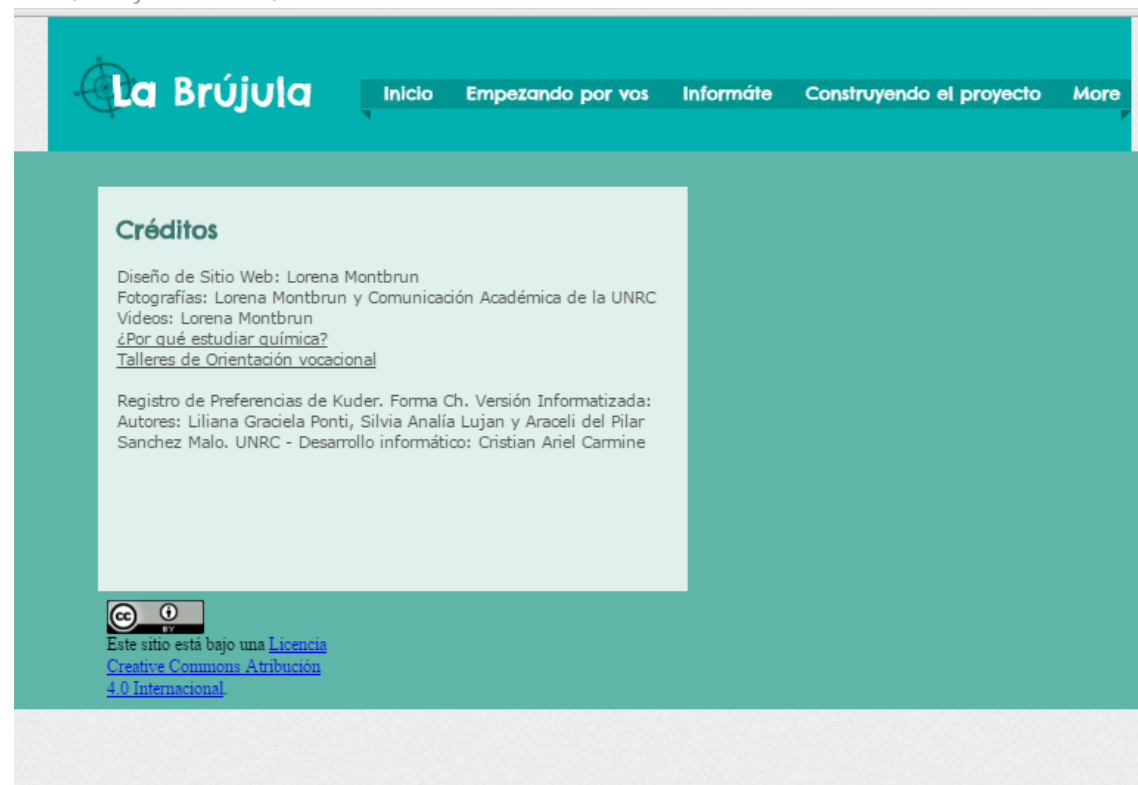 La Brújula
Inicio Empezando por vos Informáte Construyendo el proyecto More
Créditos
Diseño de Sitio Web: Lorena Montbrun
Fotografías: Lorena Montbrun y Comunicación Académica de la UNRC
Videos: Lorena Montbrun
¿Por qué estudiar química?
Talleres de Orientación vocacional
Registro de Preferencias de Kuder. Forma Ch. Versión Informatizada:
Autores: Liliana Graciela Ponti, Silvia Analía Lujan y Araceli del Pilar
Sanchez Malo. UNRC - Desarrollo informático: Cristian Ariel Carmine
cc BY
Este sitio está bajo una Licencia
Creative Commons Atribución
4.0 Internacional.